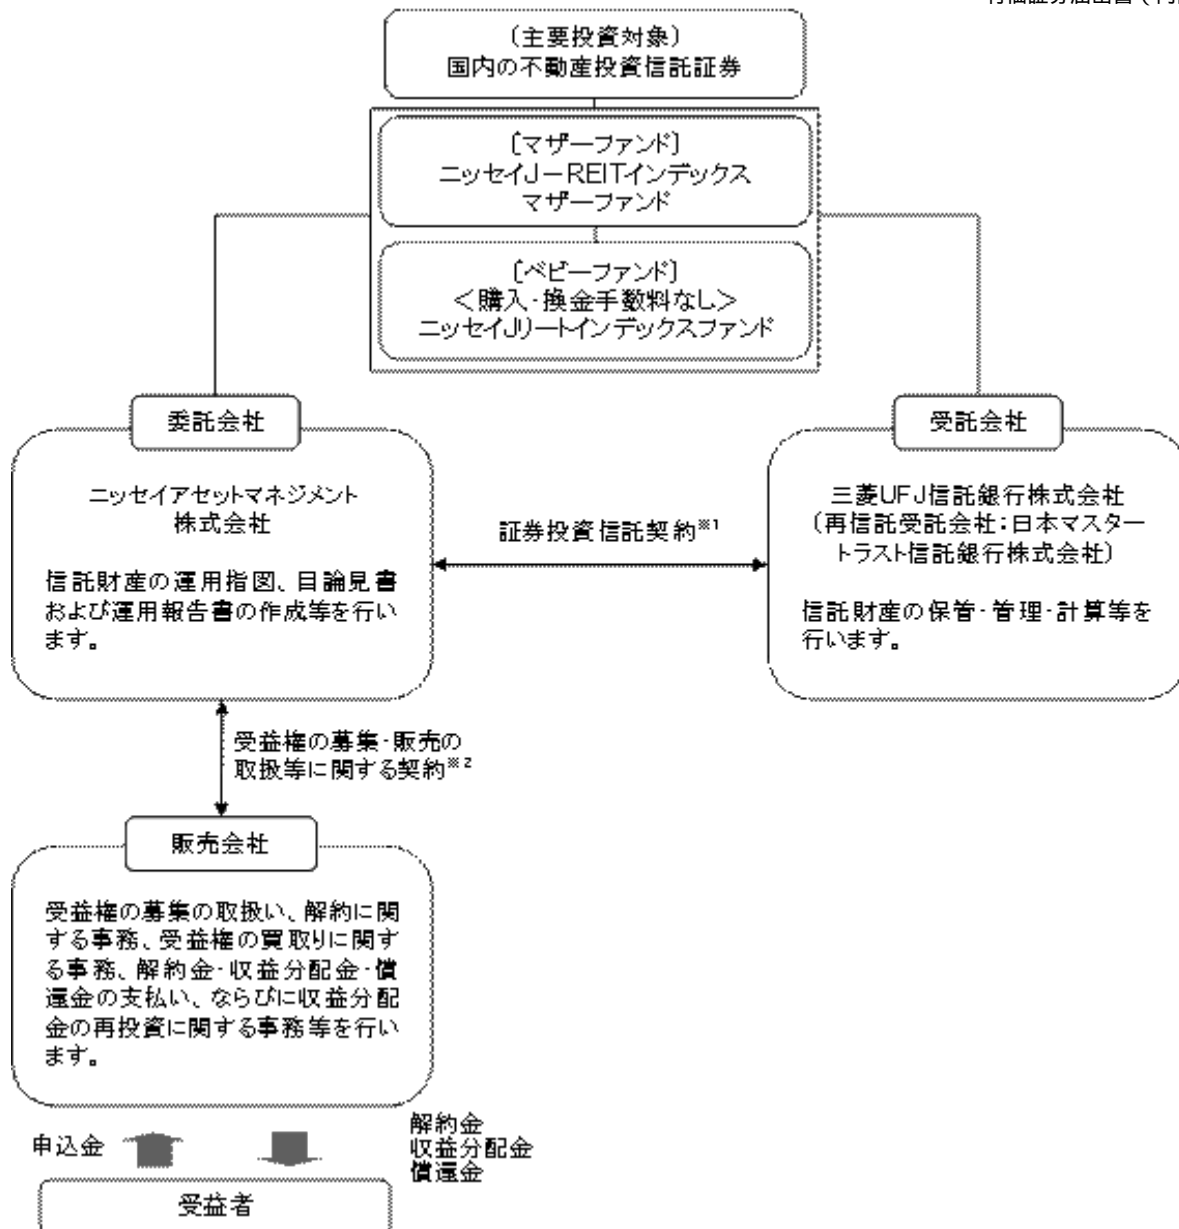 （主要投資対象）
国内の不動産投資信託証券
［マザーファンド］
ニッセイJ－REITインデックス
マザーファンド
［ベビーファンド］
＜購入・換金手数料なし＞
ニッセイJリートインデックスファンド
委託会社
ニッセイアセットマネジメント
株式会社
信託財産の運用指図、目論見書
および運用報告書の作成等を行い
ます。
証券投資信託契約※1
受託会社
三菱UFJ信託銀行株式会社
（再信託受託会社：日本マスター
トラスト信託銀行株式会社）
信託財産の保管・管理・計算等を
行います。
受益権の募集・販売の
取扱等に関する契約※2
販売会社
受益権の募集の取扱い、解約に関
する事務、受益権の買取りに関す
る事務、解約金・収益分配金・償
還金の支払い、ならびに収益分配
金の再投資に関する事務等を行い
ます。
申込金
解約金
収益分配金
償還金
受益者